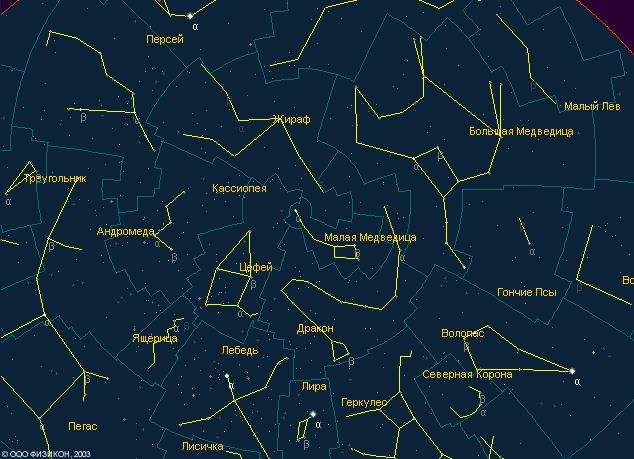 α
Персей
Малый Лев
Жираф
β
α
β
α
Большая Медведица
β
α
Треугольник
β
α
Кассиопея
α
β
Андромеда
β
α
β
α
Малая Медведица
β
α
β
Цефей
β
α
Гончие Псы
Во
β
α
Дракон
β
Ящерица
α
β
Волопас
β
α
Лебедь
α
Северная Корона
β
α
Лира
α
β
Геркулес
β
Пегас
α
Лисичка
© ООО ФИЗИКОН, 2003